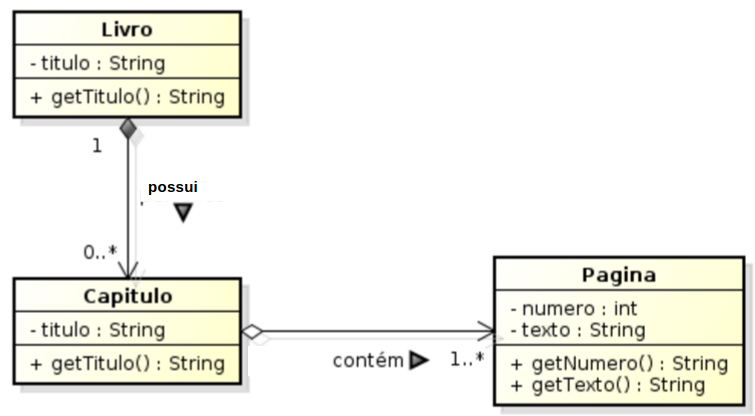 Livro
- titulo : String
+ getTitulo() : String
1
possui
0..*
Capitulo
- titulo : String
+ getTitulo() : String
contém
1..*
Pagina
- numero : int
- texto : String
+ getNumero() : String
+ getTexto() : String